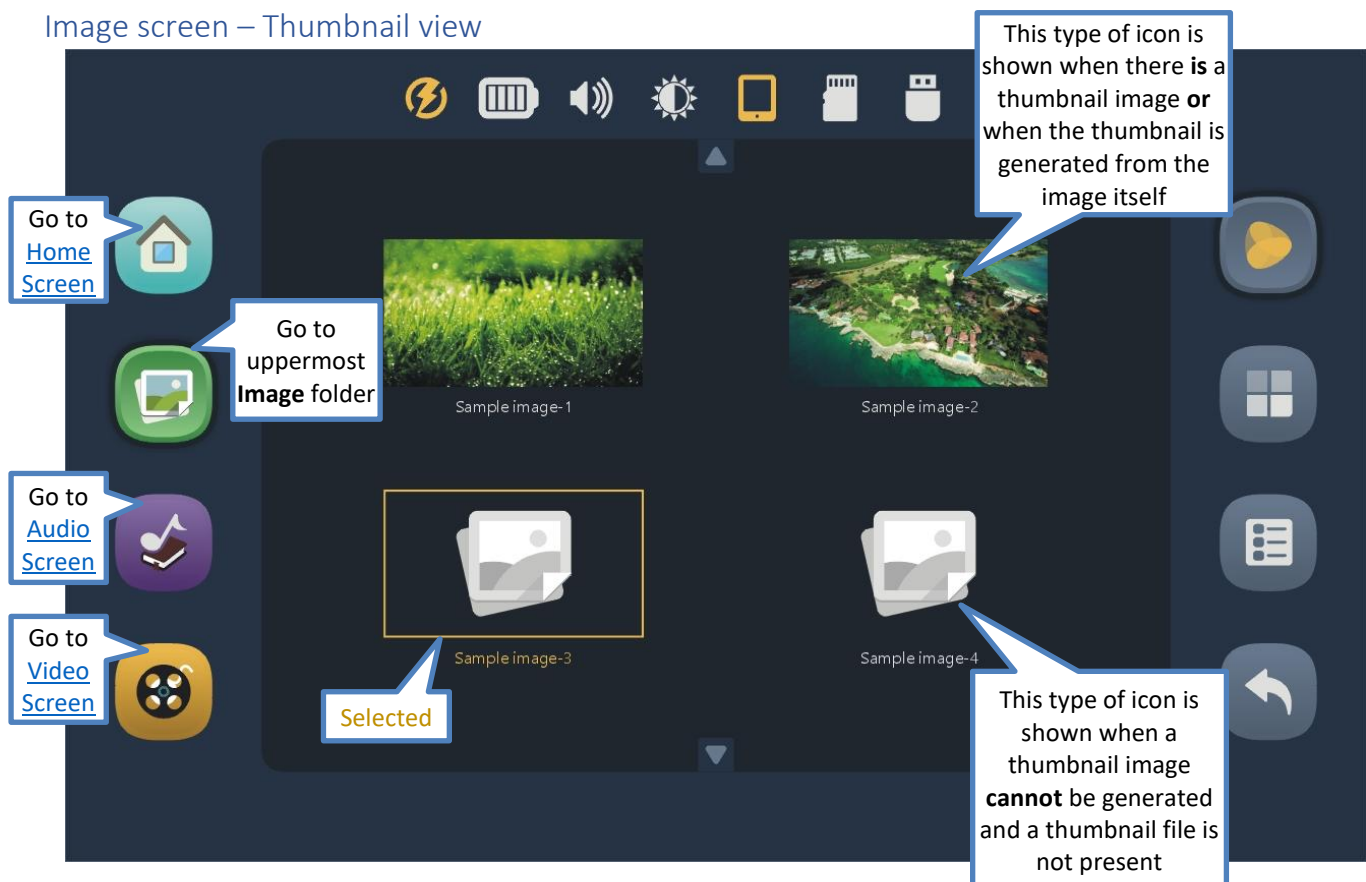 Image screen – Thumbnail view
This type of icon is
shown when there is a
thumbnail image or
when the thumbnail is
generated from the
image itself
Go to
Home
Screen
Go to
uppermost
Image folder
Sample image-1
Sample image-2
Go to
Audio
Screen
Go to
Video
Screen
Sample image-3
Sample image-4
Selected
This type of icon is
shown when a
thumbnail image
cannot be generated
and a thumbnail file is
not present